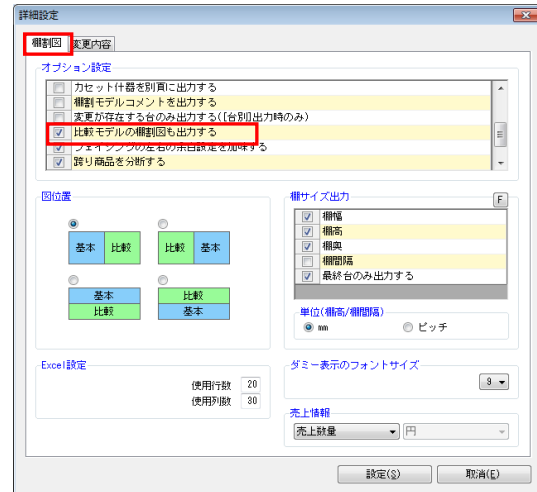 詳細設定
棚割図 変更内容
オプション設定
カセット什器を別頁に出力する
棚割モデルコメントを出力する
変更が存在する台のみ出力する([台別]出力時のみ)
比較モデルの棚割図も出力する
フェイシングの左右の余白設定を加味する
跨り商品を分断する
図位置
基本 比較
比較 基本
基本
比較
比較
基本
棚サイズ出力 F
棚幅
棚高
棚奥
棚間隔
最終台のみ出力する
単位(棚高/棚間隔)
mm ピッチ
Excel設定
使用行数 20
使用列数 30
ダミー表示のフォントサイズ
9
売上情報
売上数量 円
設定(S) 取消(E)